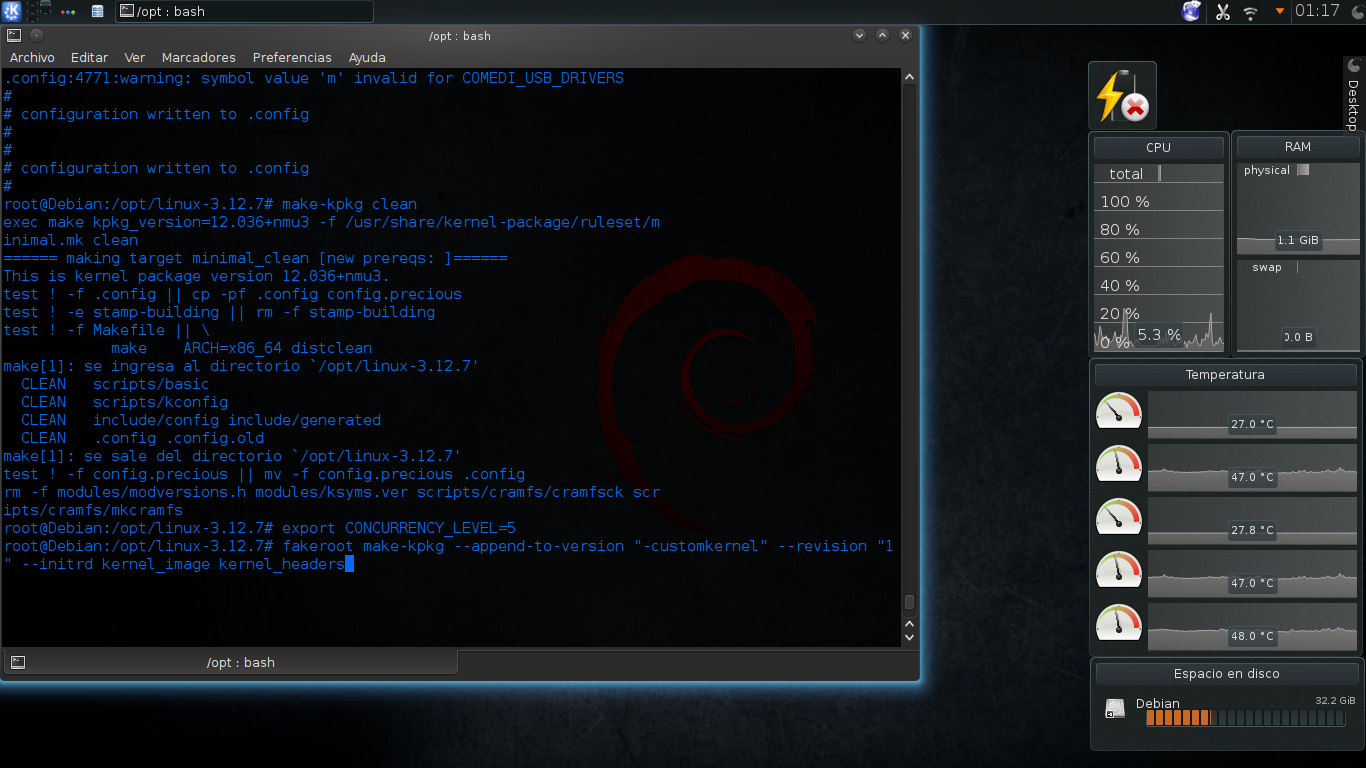 /opt : bash
01:17
/opt : bash
Archivo Editar Ver Marcadores Preferencias Ayuda
.config:4771:warning: symbol value 'm' invalid for COMEDI_USB_DRIVERS
#
# configuration written to .config
#
#
# configuration written to .config
#
root@Debian:/opt/linux-3.12.7# make-kpkg clean
exec make kpkg_version=12.036+nmu3 -f /usr/share/kernel-package/ruleset/m
inimal.mk clean
====== making target minimal_clean [new prereqs: ]======
This is kernel package version 12.036+nmu3.
test ! -f .config || cp -pf .config config.precious
test ! -e stamp-building || rm -f stamp-building
test ! -f Makefile || \
            make    ARCH=x86_64 distclean
make[1]: se ingresa al directorio `/opt/linux-3.12.7'
  CLEAN   scripts/basic
  CLEAN   scripts/kconfig
  CLEAN   include/config include/generated
  CLEAN   .config .config.old
make[1]: se sale del directorio `/opt/linux-3.12.7'
test ! -f config.precious || mv -f config.precious .config
rm -f modules/modversions.h modules/ksyms.ver scripts/cramfs/cramfsck scr
ipts/cramfs/mkcramfs
root@Debian:/opt/linux-3.12.7# export CONCURRENCY_LEVEL=5
root@Debian:/opt/linux-3.12.7# fakeroot make-kpkg --append-to-version "-customkernel" --revision "1
" --initrd kernel_image kernel_headers
/opt : bash
Desktop
CPU
total
100 %
80 %
60 %
40 %
20 %
0 %
5.3 %
RAM
physical
1.1 GiB
swap
0.0 B
Temperatura
27.0 °C
47.0 °C
27.8 °C
47.0 °C
48.0 °C
Espacio en disco
Debian
32.2 GiB